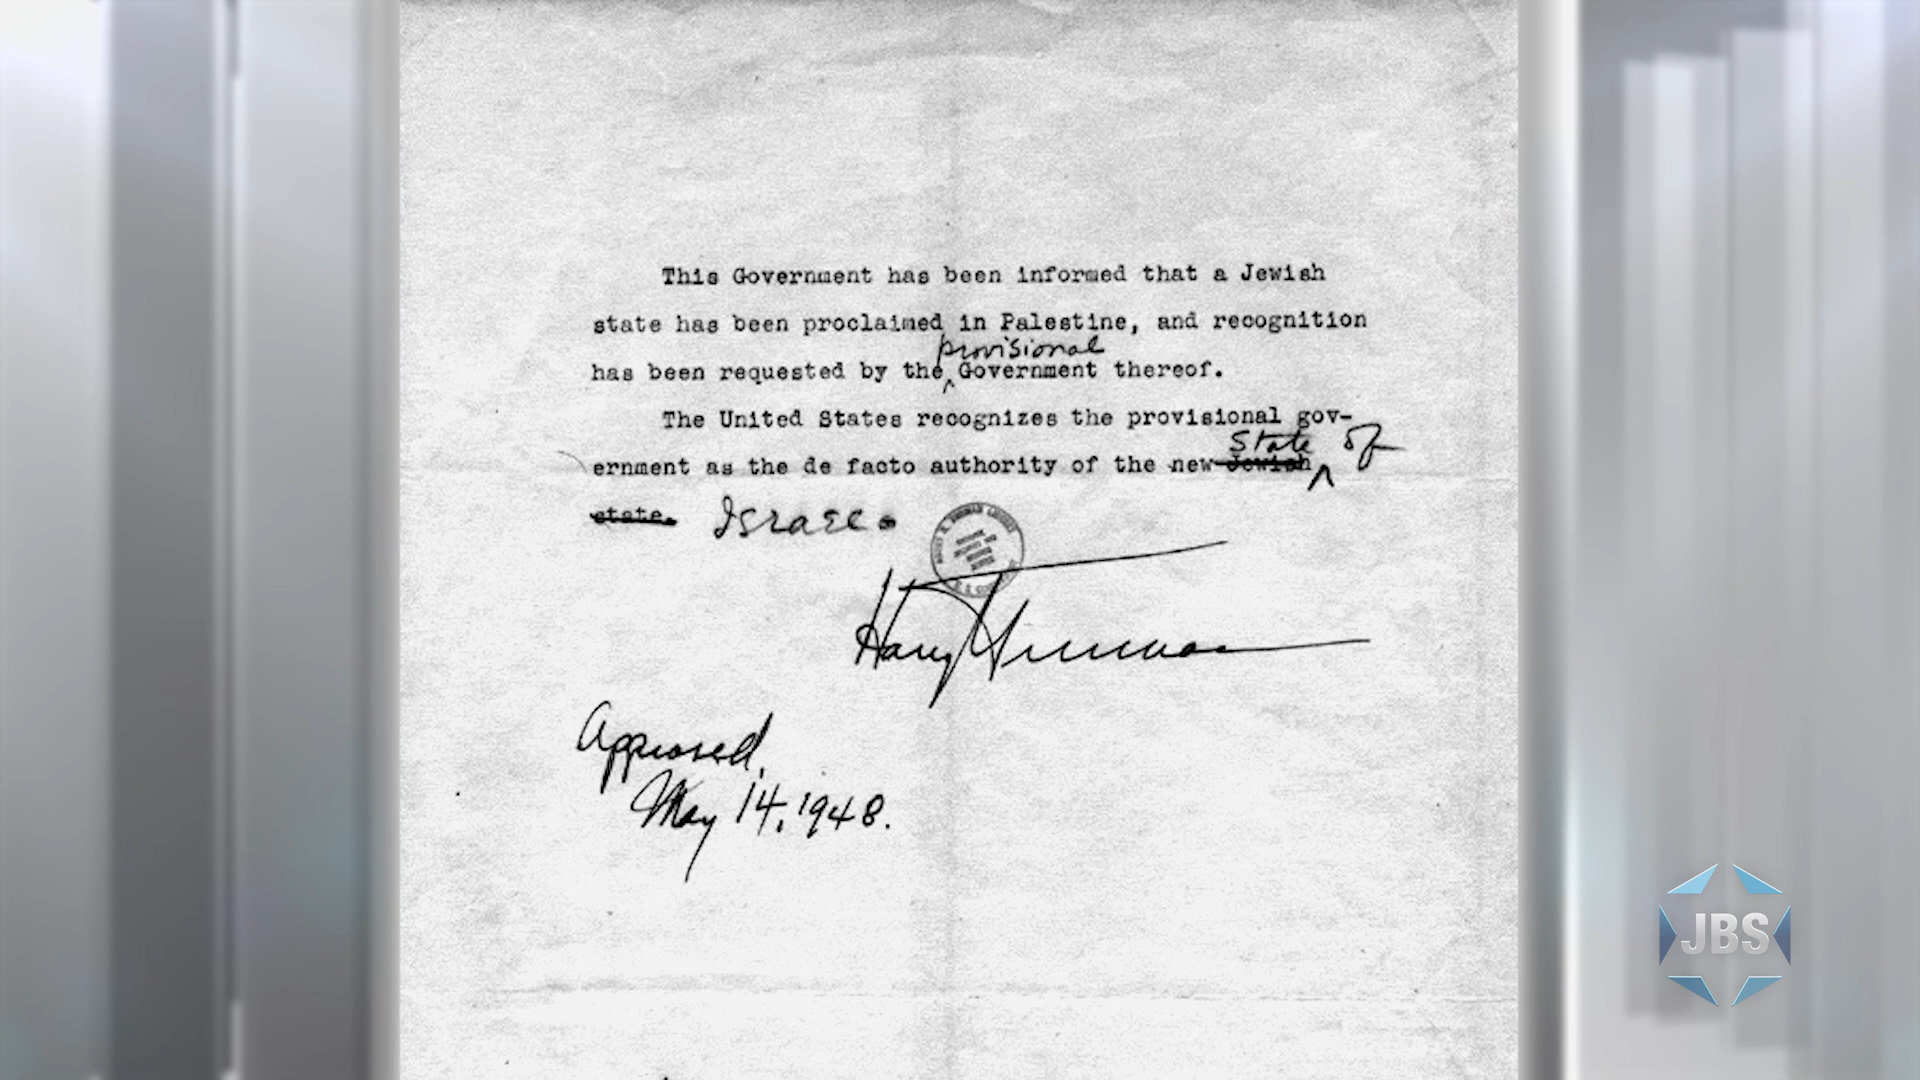 This Government has been informed that a Jewish
state has been proclaimed in Palestine, and recognition
provisional
has been requested by the Government thereof.
The United States recognizes the provisional gov-
State of
ernment as the de facto authority of the new Jewish
state. Israel.
Harry Truman
Approved,
May 14, 1948.
JBS